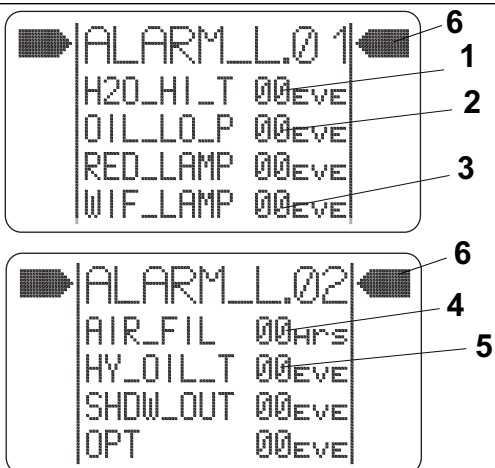 ALARM_L.01
6
H2O_HI_T 00EVE
1
OIL_LO_P 00EVE
2
RED_LAMP 00EVE
WIF_LAMP 00EVE
3
ALARM_L.02
6
AIR_FIL 00Hrs
4
HY_OIL_T 00EVE
5
SHDW_OUT 00EVE
OPT 00EVE